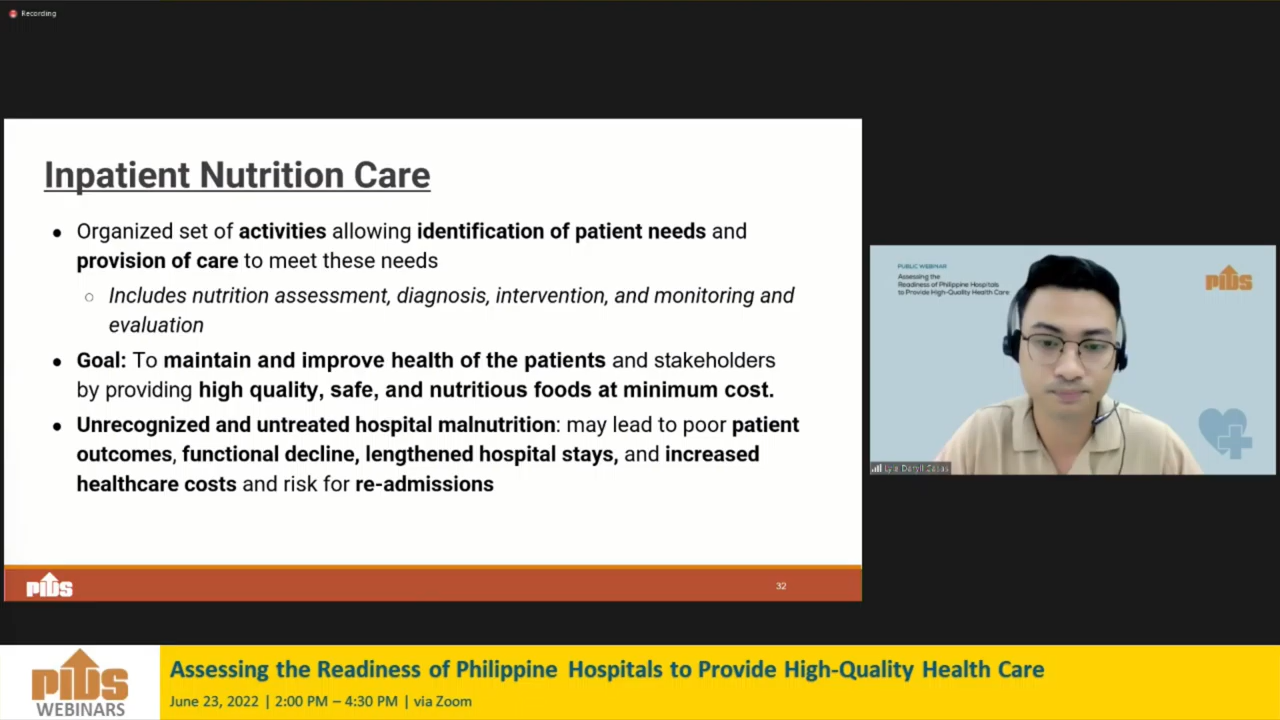 Recording
Inpatient Nutrition Care
● Organized set of activities allowing identification of patient needs and
provision of care to meet these needs
○ Includes nutrition assessment, diagnosis, intervention, and monitoring and
evaluation
● Goal: To maintain and improve health of the patients and stakeholders
by providing high quality, safe, and nutritious foods at minimum cost.
● Unrecognized and untreated hospital malnutrition: may lead to poor patient
outcomes, functional decline, lengthened hospital stays, and increased
healthcare costs and risk for re-admissions
PIDS
32
PUBLIC WEBINAR
Assessing the
Readiness of Philippine Hospitals
to Provide High-Quality Health Care
PIDS
Lyle Daryll Casas
PIDS
WEBINARS
Assessing the Readiness of Philippine Hospitals to Provide High-Quality Health Care
June 23, 2022 | 2:00 PM – 4:30 PM | via Zoom